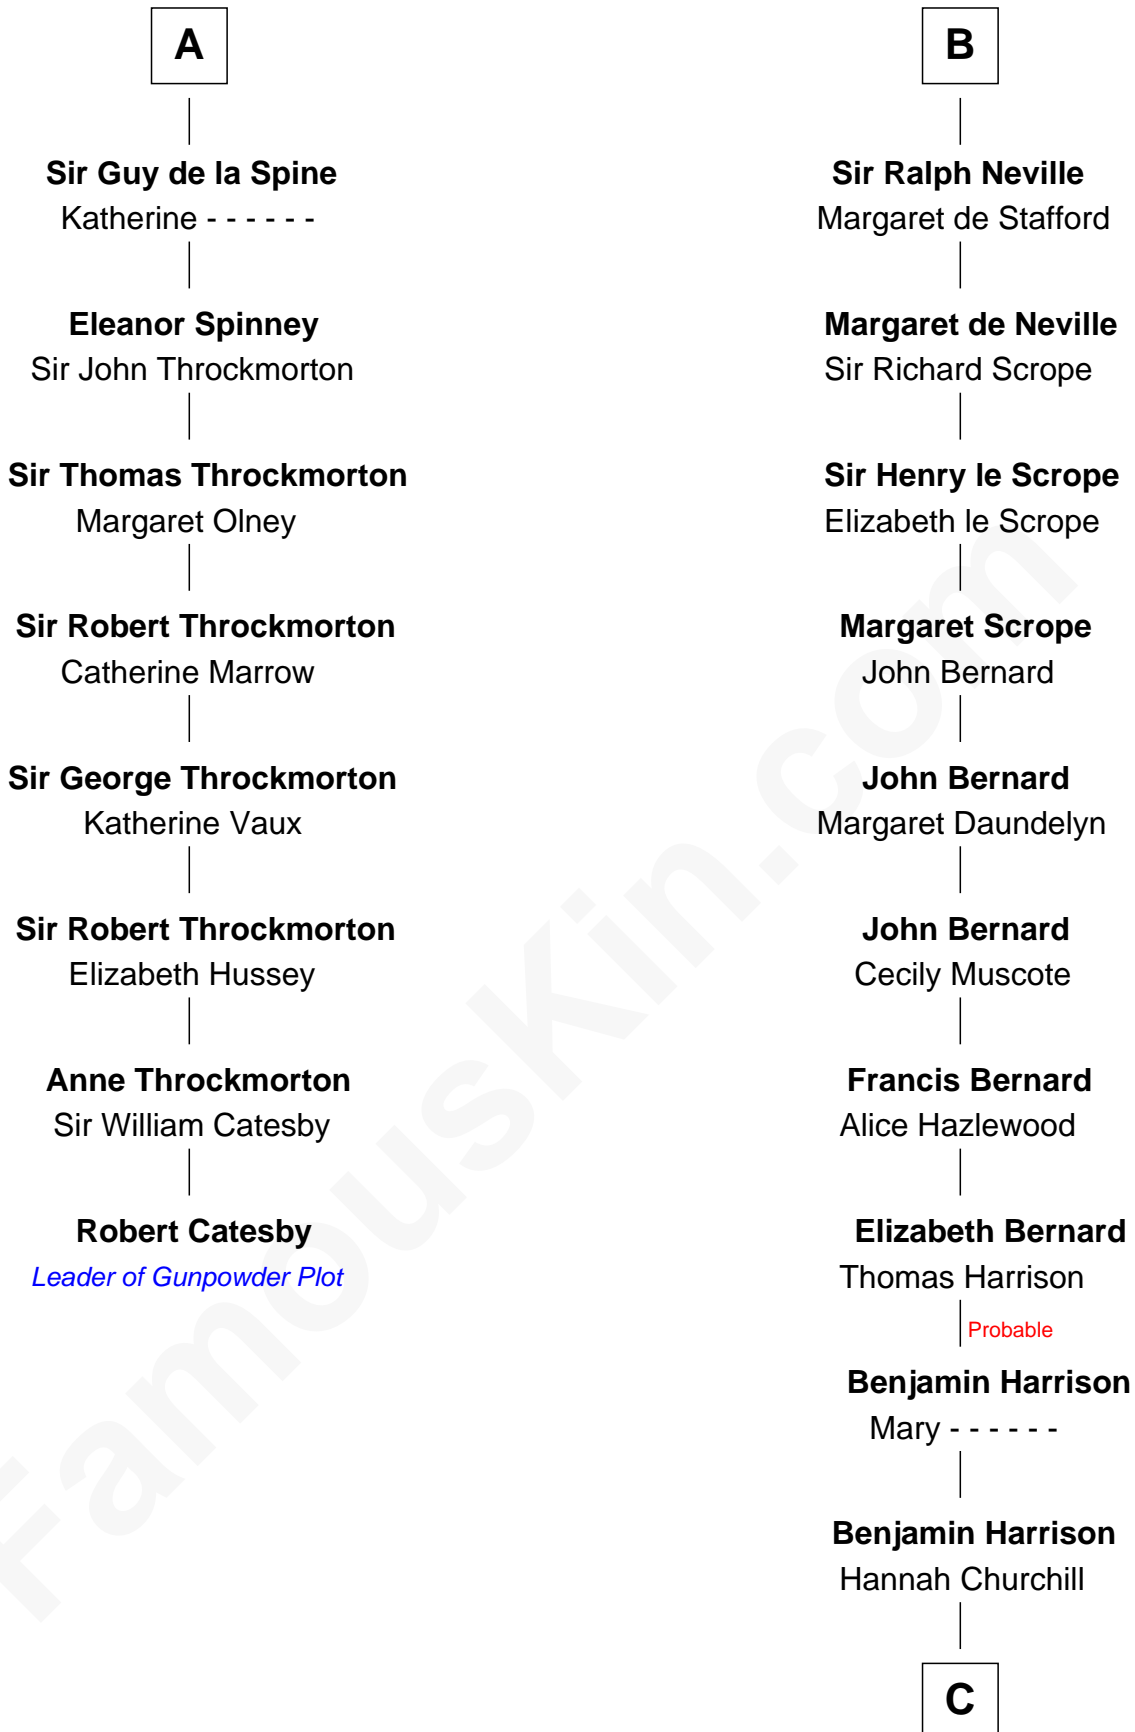 A
Sir Guy de la Spine
Katherine - - - - - -
Eleanor Spinney
Sir John Throckmorton
Sir Thomas Throckmorton
Margaret Olney
Sir Robert Throckmorton
Catherine Marrow
Sir George Throckmorton
Katherine Vaux
Sir Robert Throckmorton
Elizabeth Hussey
Anne Throckmorton
Sir William Catesby
Robert Catesby
Leader of Gunpowder Plot
B
Sir Ralph Neville
Margaret de Stafford
Margaret de Neville
Sir Richard Scrope
Sir Henry le Scrope
Elizabeth le Scrope
Margaret Scrope
John Bernard
John Bernard
Margaret Daundelyn
John Bernard
Cecily Muscote
Francis Bernard
Alice Hazlewood
Elizabeth Bernard
Thomas Harrison
Probable
Benjamin Harrison
Mary - - - - - -
Benjamin Harrison
Hannah Churchill
C
FamousKin.com